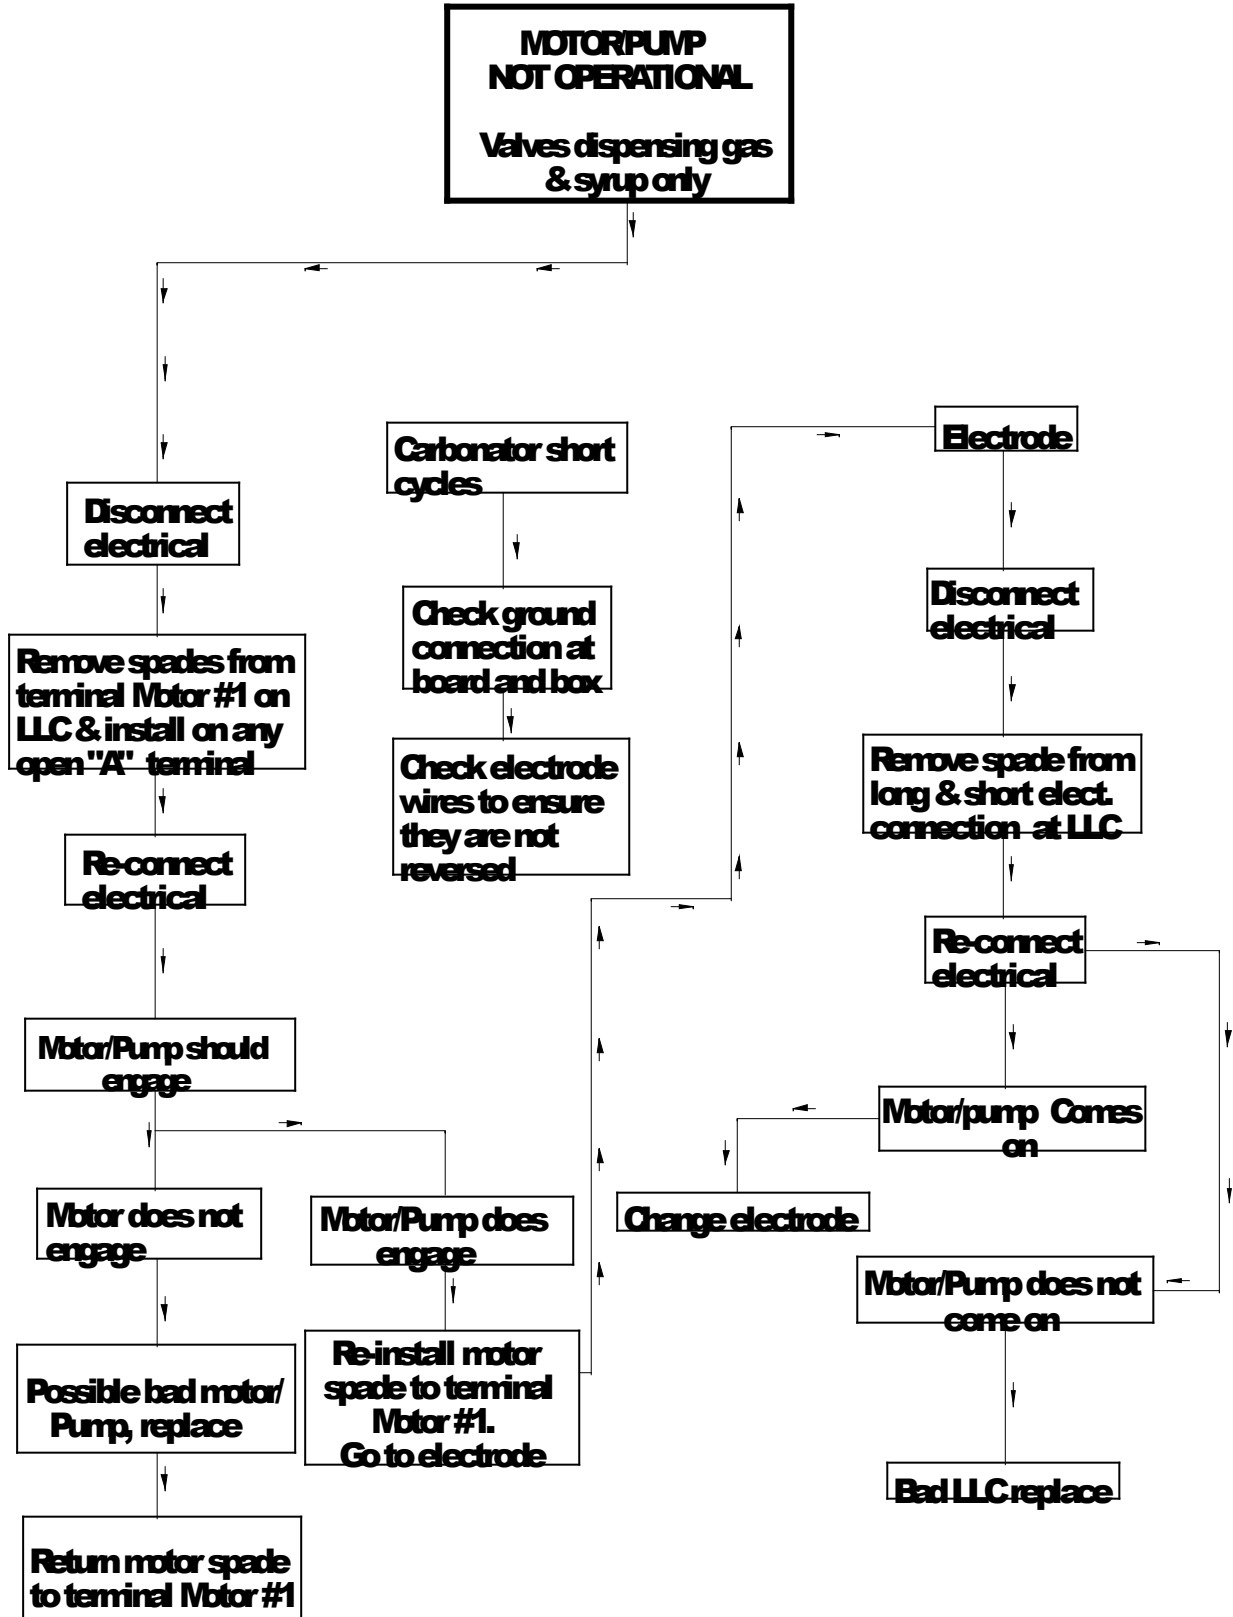 MOTOR/PUMP
NOT OPERATIONAL
Valves dispensing gas
& syrup only
Disconnect
electrical
Remove spades from
terminal Motor #1 on
LLC & install on any
open "A" terminal
Re-connect
electrical
Motor/Pump should
engage
Motor does not
engage
Possible bad motor/
Pump, replace
Return motor spade
to terminal Motor #1
Motor/Pump does
engage
Re-install motor
spade to terminal
Motor #1.
Go to electrode
Carbonator short
cycles
Check ground
connection at
board and box
Check electrode
wires to ensure
they are not
reversed
Electrode
Disconnect
electrical
Remove spade from
long & short elect.
connection at LLC
Re-connect
electrical
Motor/pump Comes
on
Change electrode
Motor/Pump does not
come on
Bad LLC replace